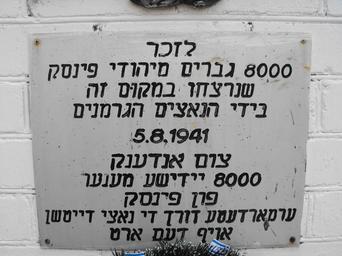 לזכר
8000 גברים מיהודי פינסק
שנרצחו במקום זה
בידי הנאצים הגרמנים
5.8.1941
צום אנדענק
8000 יידישע מענער
פון פינסק
ערמארדעטע דורך די נאצי דייטשן
אויף דעם ארט